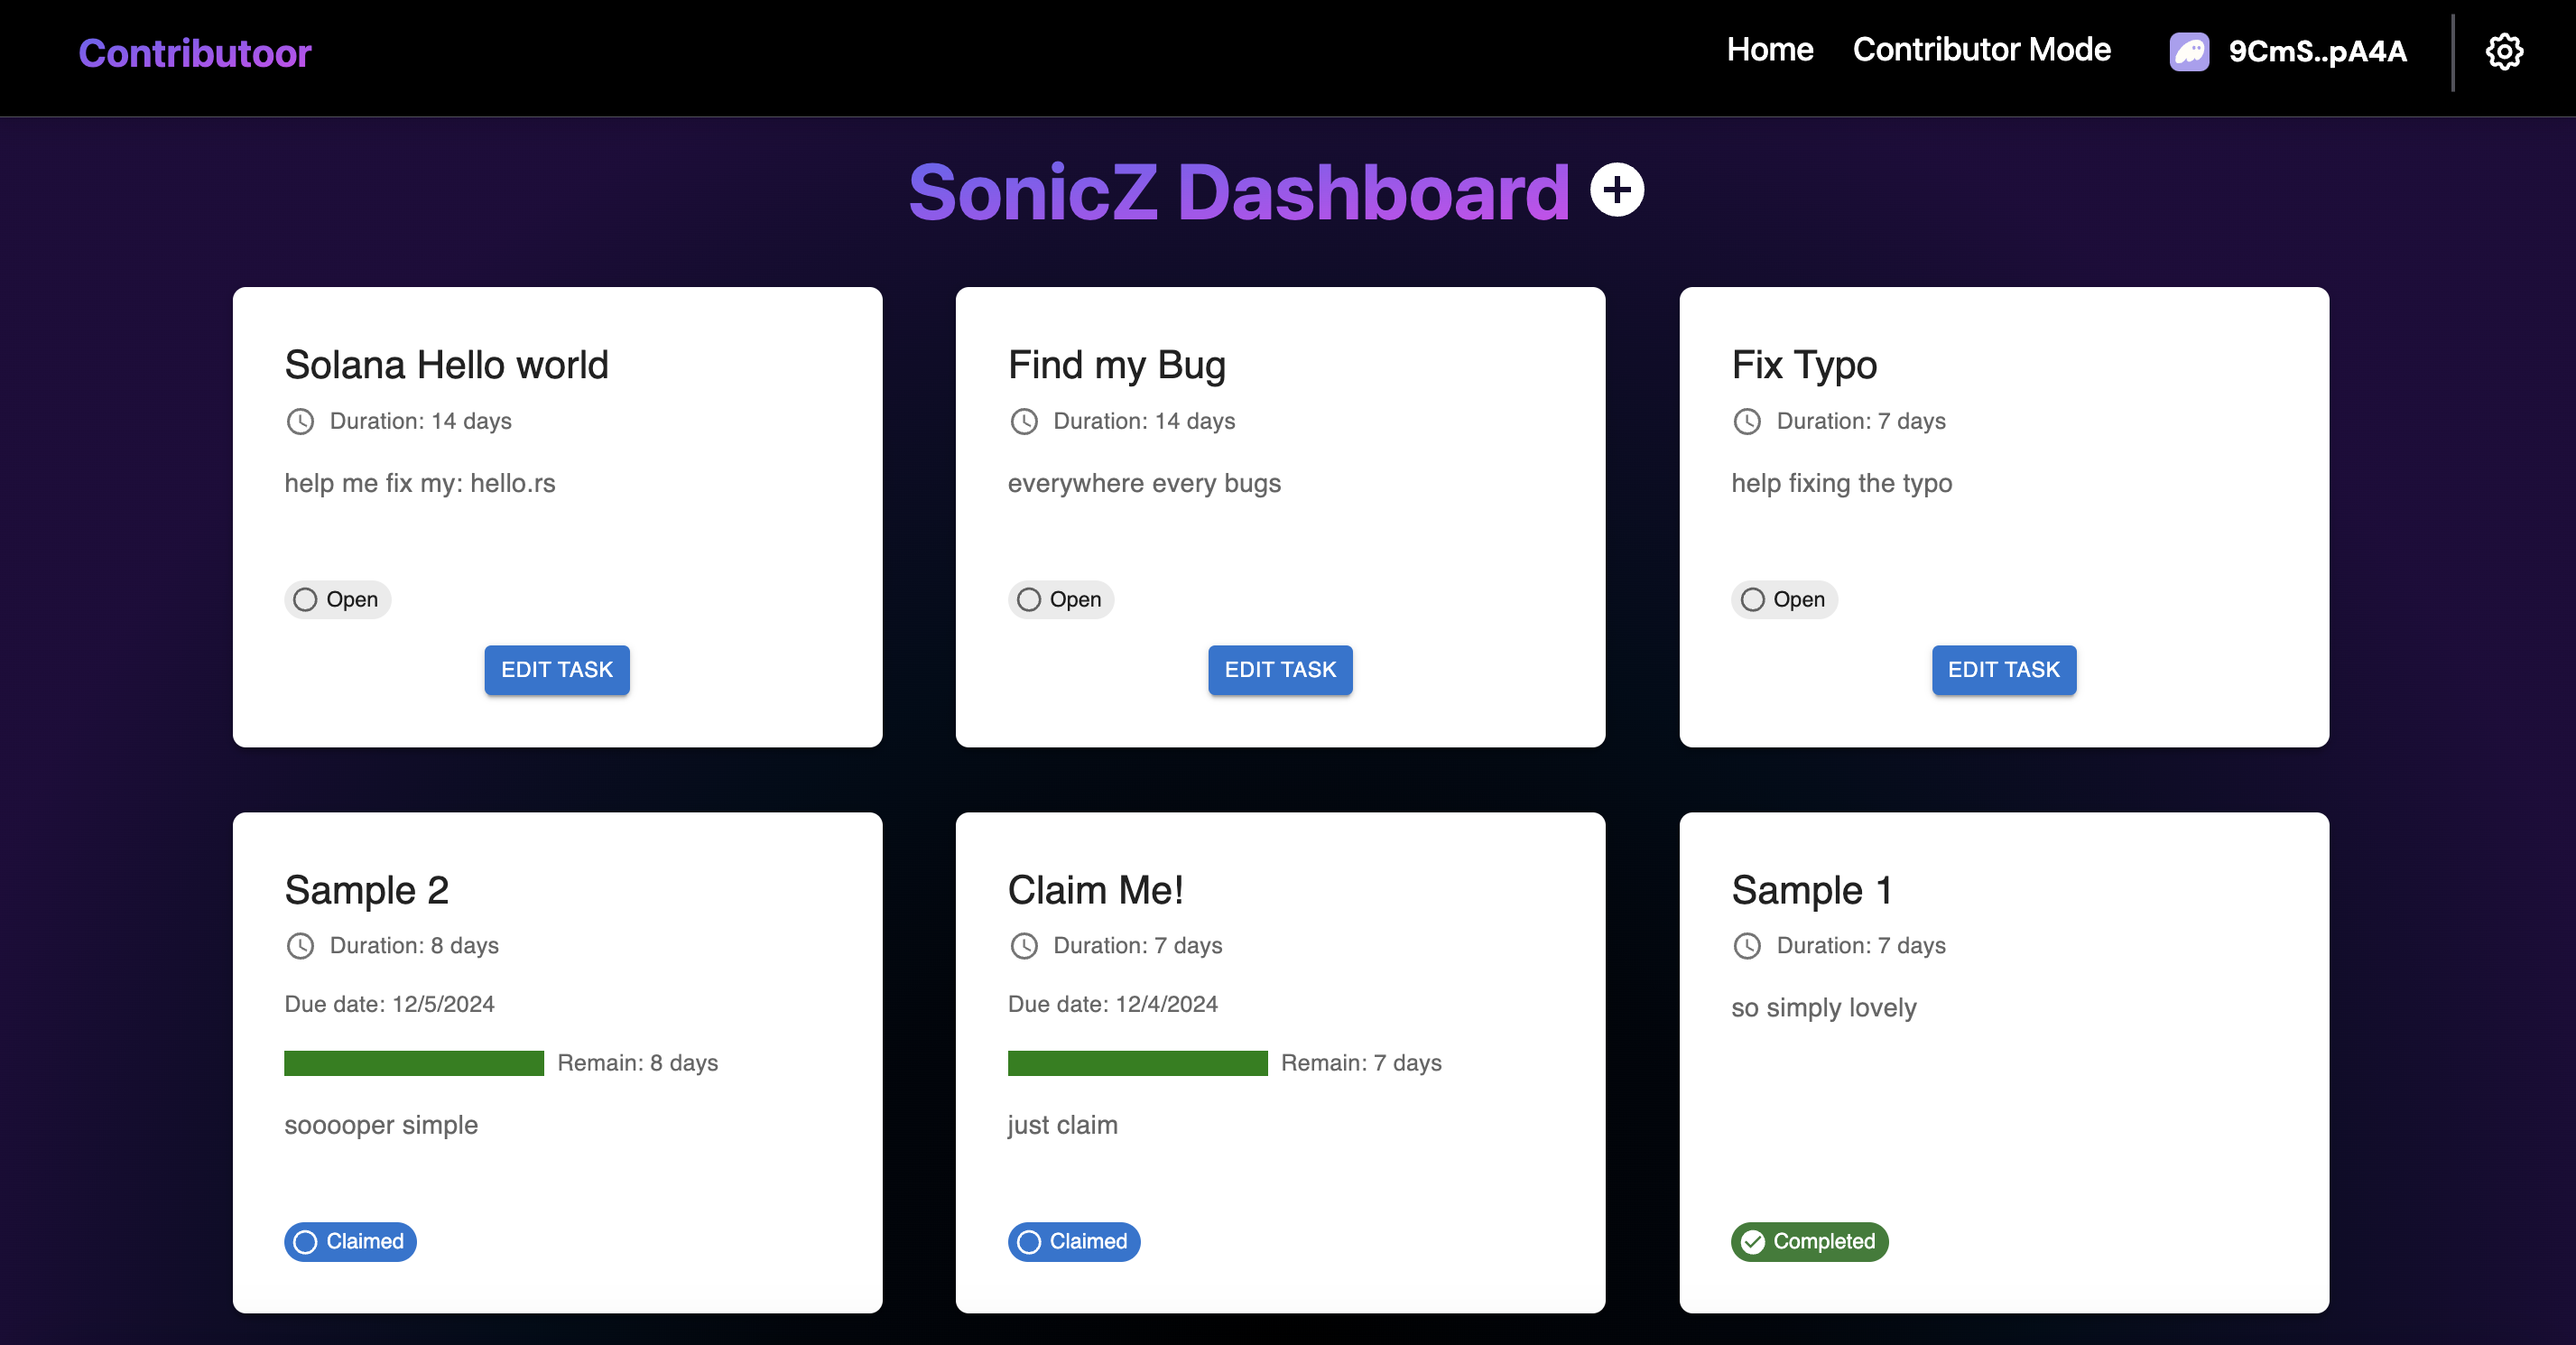 Contributoor
Home
Contributor Mode
9CmS..pA4A
SonicZ Dashboard
Solana Hello world
Duration: 14 days
help me fix my: hello.rs
Open
EDIT TASK
Find my Bug
Duration: 14 days
everywhere every bugs
Open
EDIT TASK
Fix Typo
Duration: 7 days
help fixing the typo
Open
EDIT TASK
Sample 2
Duration: 8 days
Due date: 12/5/2024
Remain: 8 days
sooooper simple
Claimed
Claim Me!
Duration: 7 days
Due date: 12/4/2024
Remain: 7 days
just claim
Claimed
Sample 1
Duration: 7 days
so simply lovely
Completed